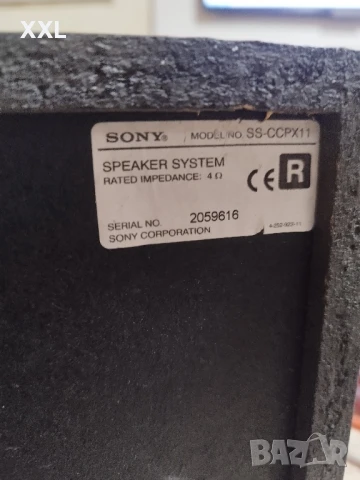 XXL
SONY® MODEL NO. SS-CCPX11
SPEAKER SYSTEM
RATED IMPEDANCE: 4 Ω
CE R
SERIAL NO. 2059616
SONY CORPORATION
BAZAR